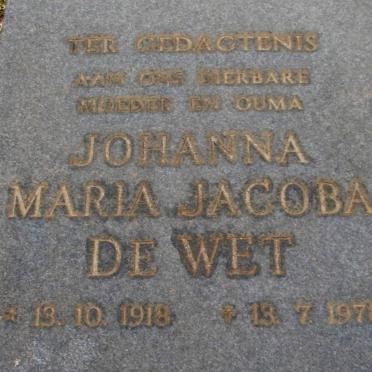 TER GEDAGTENIS
AAN ONS DIERBARE
MOEDER EN OUMA
JOHANNA
MARIA JACOBA
DE WET
* 13. 10. 1918 † 13. 7.